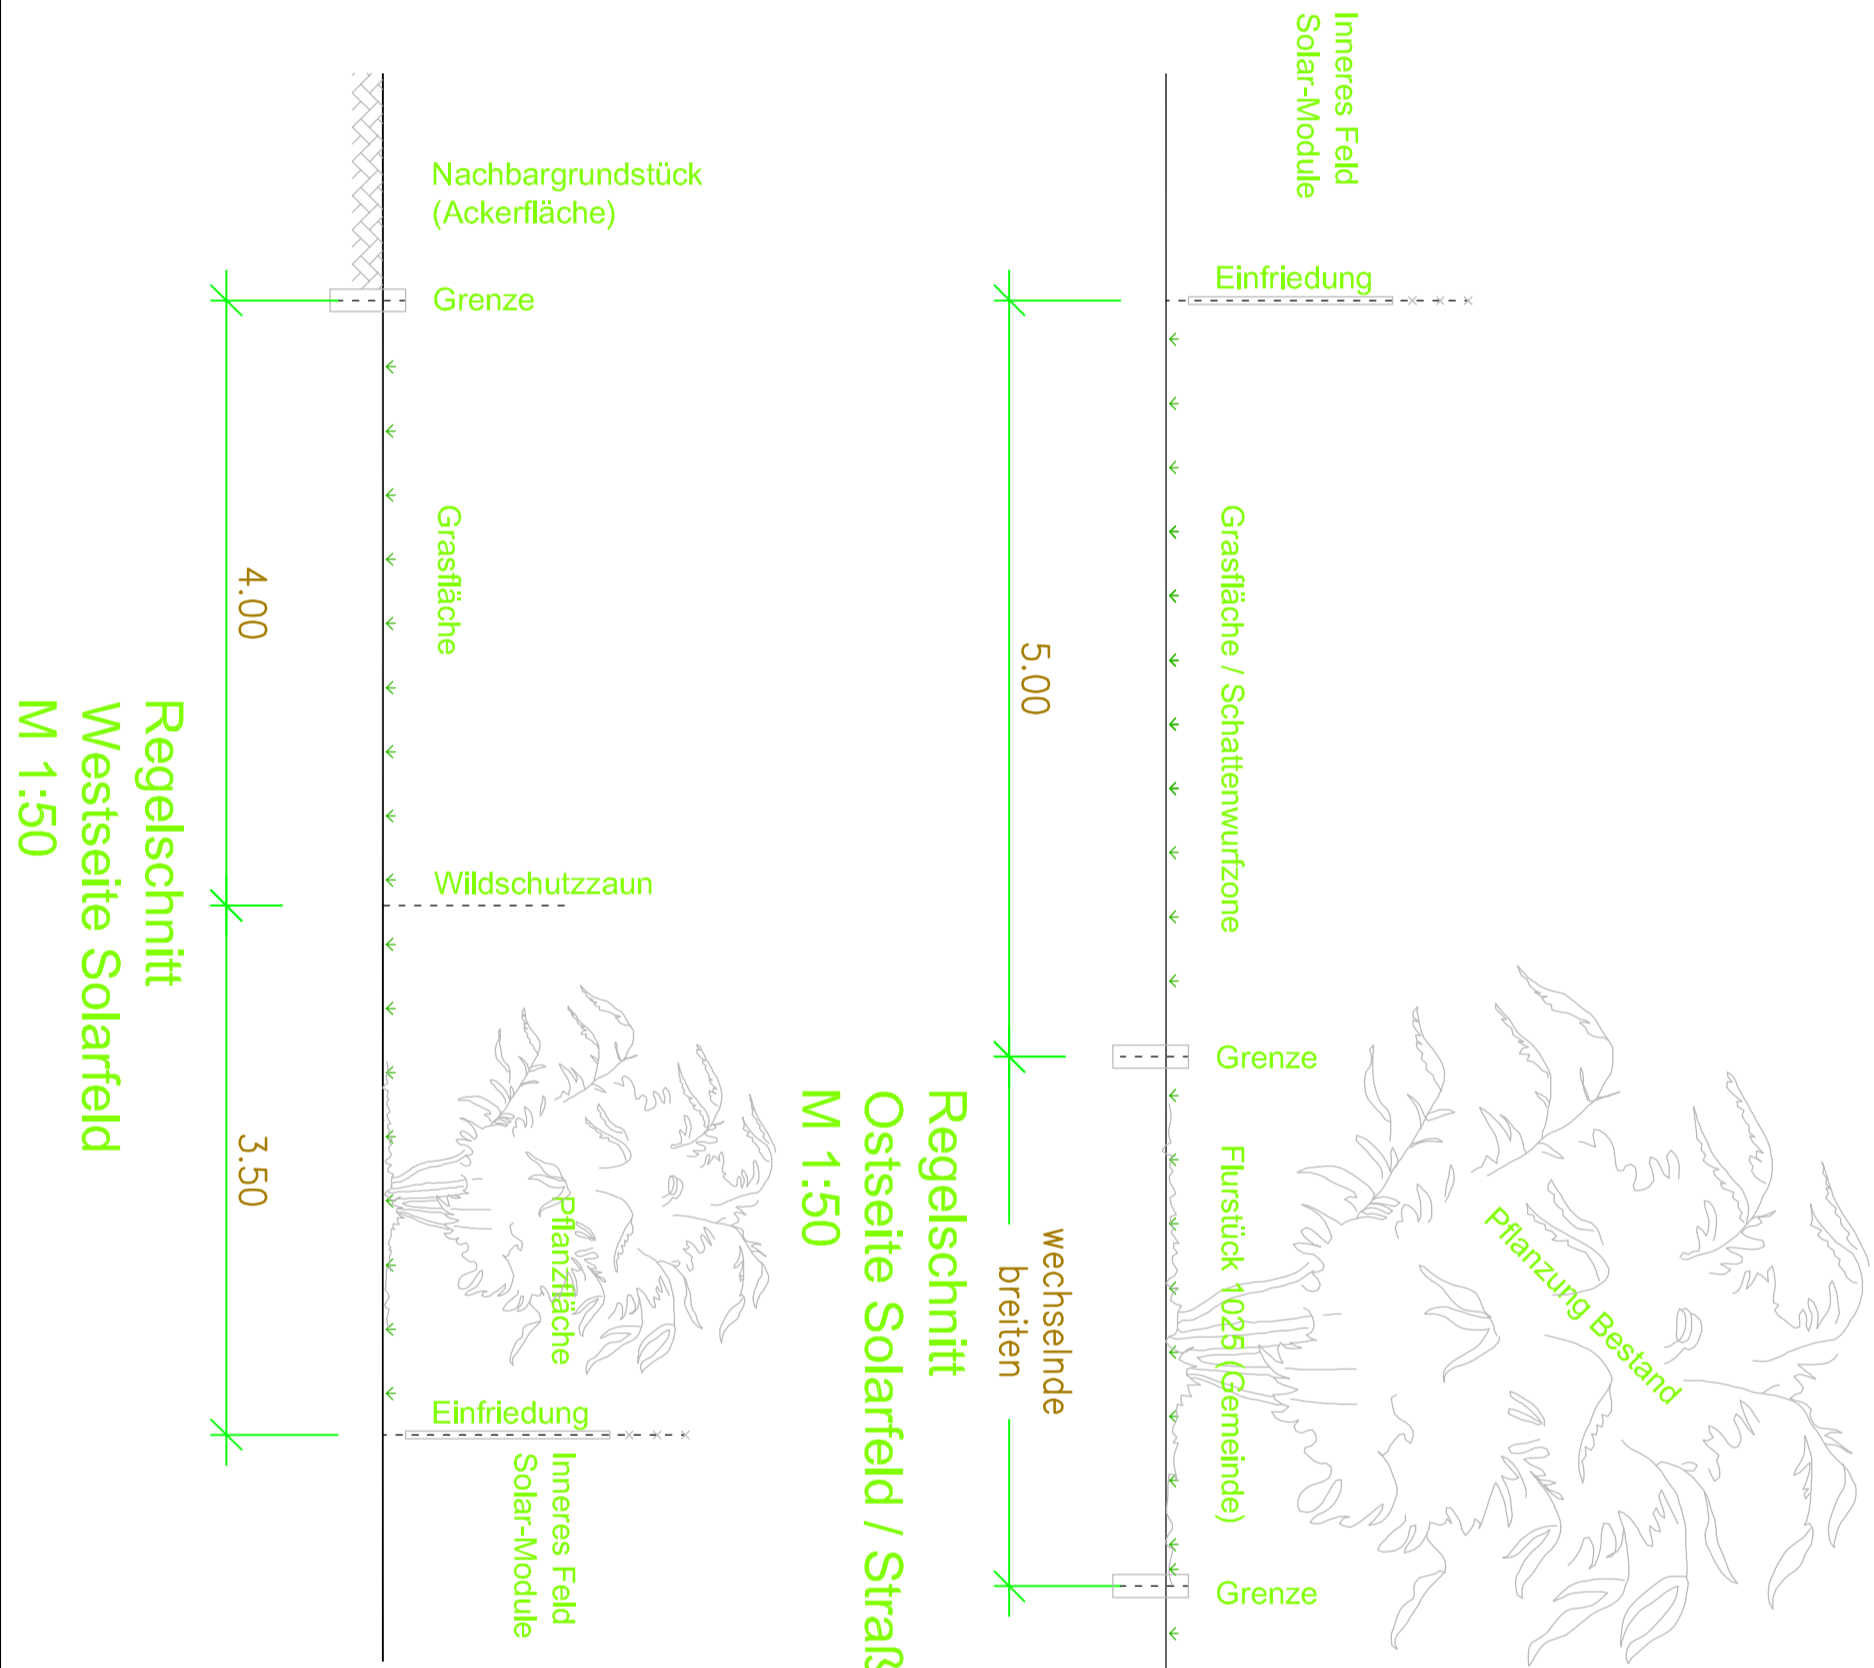 Inneres Feld
Solar-Module
Einfriedung
Grasfläche / Schattenwurfzone
Grenze
Flurstück 1025 (Gemeinde)
Pflanzung Bestand
Grenze
5.00
wechselnde
breiten
Regelschnitt
Ostseite Solarfeld / Straß
M 1:50
Nachbargrundstück
(Ackerfläche)
Grenze
Grasfläche
Wildschutzzaun
Pflanzfläche
Einfriedung
Inneres Feld
Solar-Module
4.00
3.50
Regelschnitt
Westseite Solarfeld
M 1:50